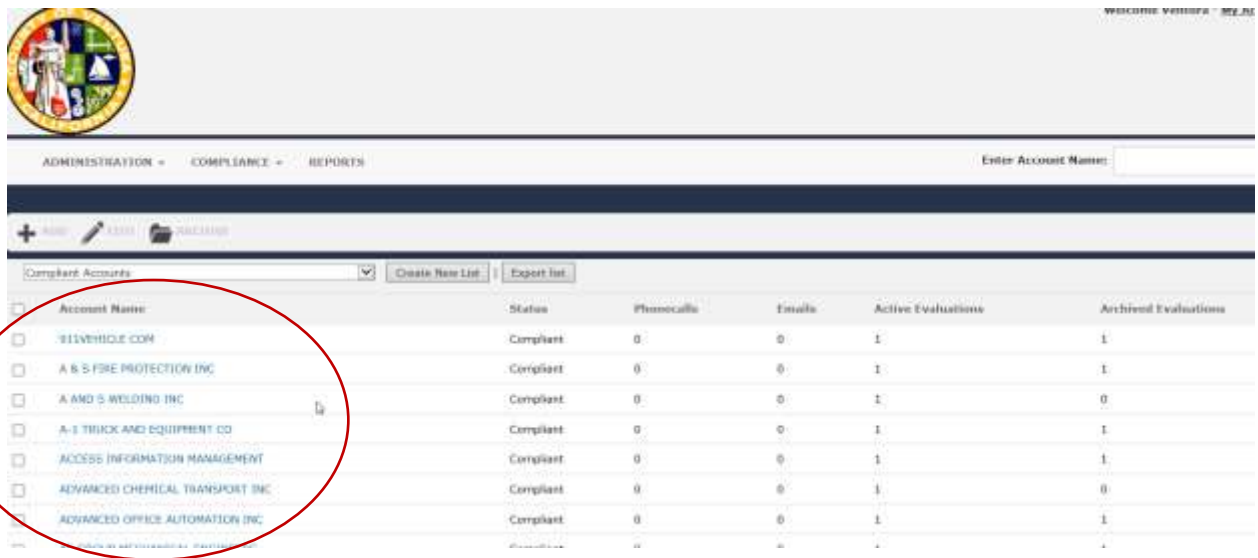 Welcome Ventura - My Ac
ADMINISTRATION COMPLIANCE REPORTS Enter Account Name:
ADD EDIT ARCHIVE
Compliant Accounts Create New List | Export list
Account Name Status Phonecalls Emails Active Evaluations Archived Evaluations
911VEHICLE COM Compliant 0 0 1 1
A & S FIRE PROTECTION INC Compliant 0 0 1 1
A AND S WELDING INC Compliant 0 0 1 0
A-1 TRUCK AND EQUIPMENT CO Compliant 0 0 1 1
ACCESS INFORMATION MANAGEMENT Compliant 0 0 1 1
ADVANCED CHEMICAL TRANSPORT INC Compliant 0 0 1 0
ADVANCED OFFICE AUTOMATION INC Compliant 0 0 1 1
GROUP MECHANICAL Compliant